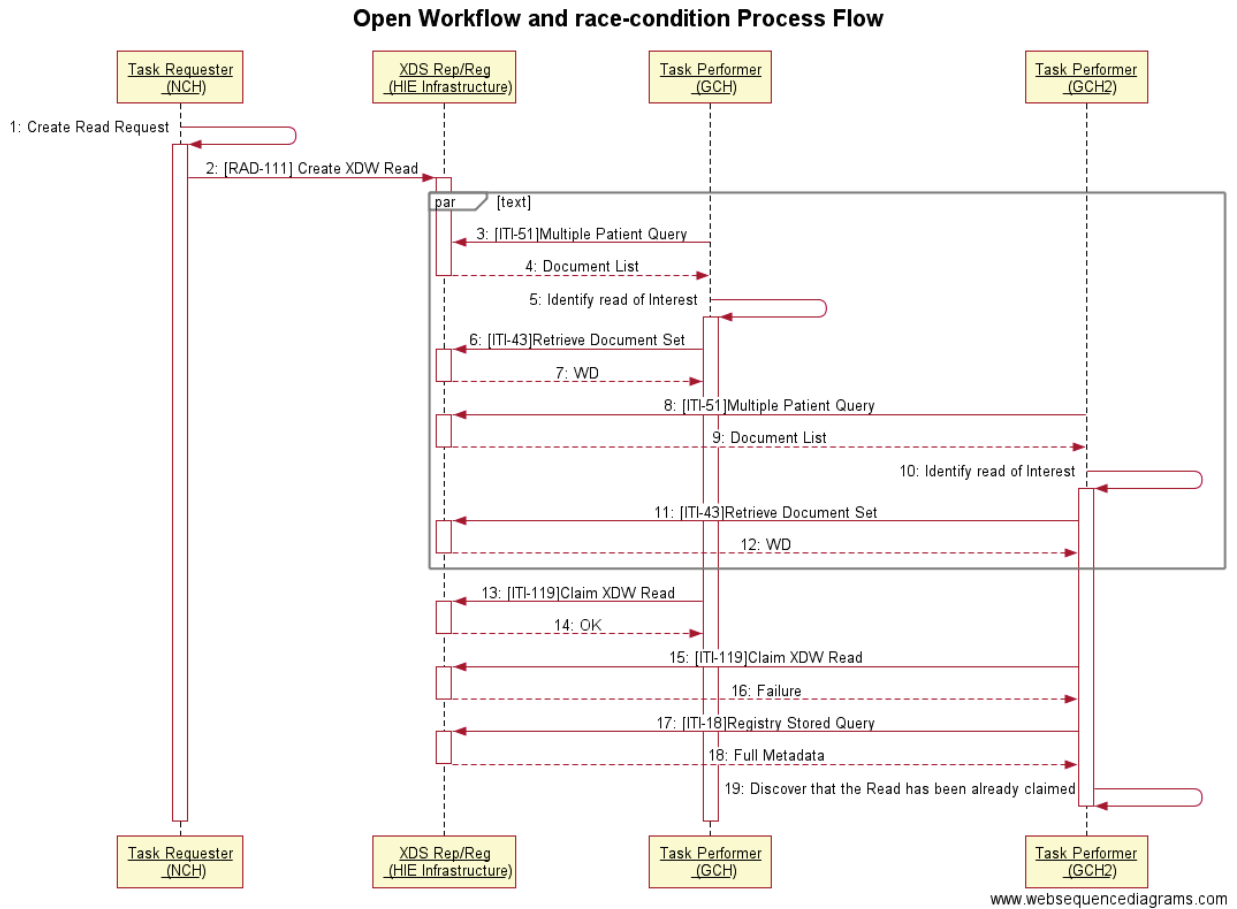 Open Workflow and race-condition Process Flow
Task Requester
(NCH)
XDS Rep/Reg
(HIE Infrastructure)
Task Performer
(GCH)
Task Performer
(GCH2)
1: Create Read Request
2: [RAD-111] Create XDW Read
par
[text]
3: [ITI-51]Multiple Patient Query
4: Document List
5: Identify read of Interest
6: [ITI-43]Retrieve Document Set
7: WD
8: [ITI-51]Multiple Patient Query
9: Document List
10: Identify read of Interest
11: [ITI-43]Retrieve Document Set
12: WD
13: [ITI-119]Claim XDW Read
14: OK
15: [ITI-119]Claim XDW Read
16: Failure
17: [ITI-18]Registry Stored Query
18: Full Metadata
19: Discover that the Read has been already claimed
Task Requester
(NCH)
XDS Rep/Reg
(HIE Infrastructure)
Task Performer
(GCH)
Task Performer
(GCH2)
www.websequencediagrams.com